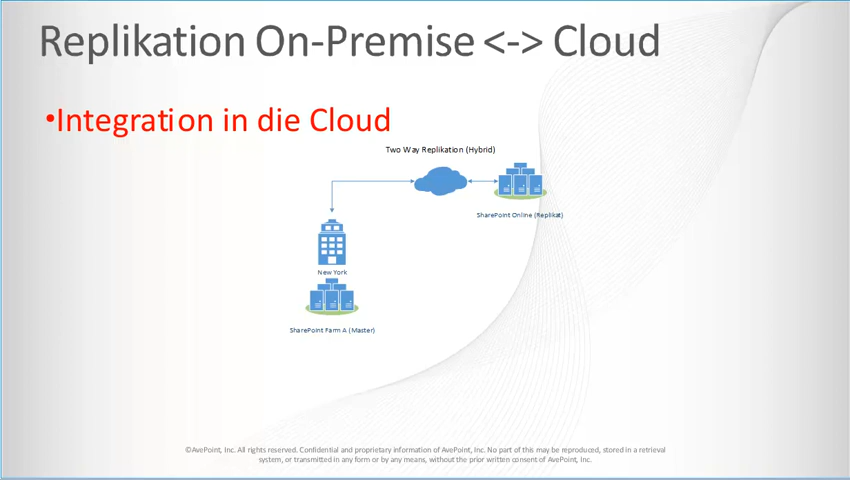 Replikation On-Premise <-> Cloud
•Integration in die Cloud
Two Way Replikation (Hybrid)
SharePoint Online (Replikat)
New York
SharePoint Farm A (Master)
©AvePoint, Inc. All rights reserved. Confidential and proprietary information of AvePoint, Inc. No part of this may be reproduced, stored in a retrieval
system, or transmitted in any form or by any means, without the prior written consent of AvePoint, Inc.